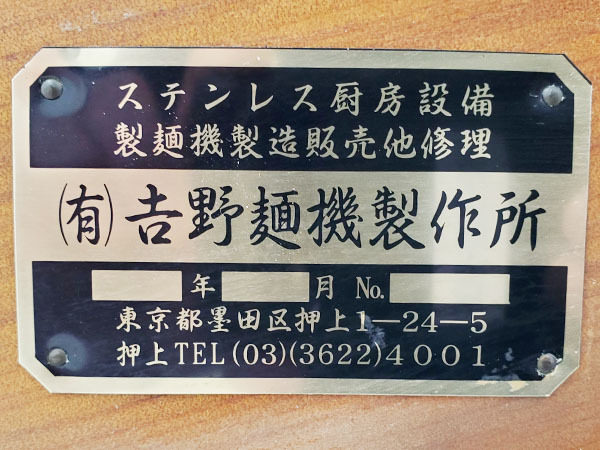 ステンレス厨房設備
製麺機製造販売他修理
㈲𠮷野麺機製作所
年 月 No.
東京都墨田区押上1—24—5
押上TEL(03)(3622)4001